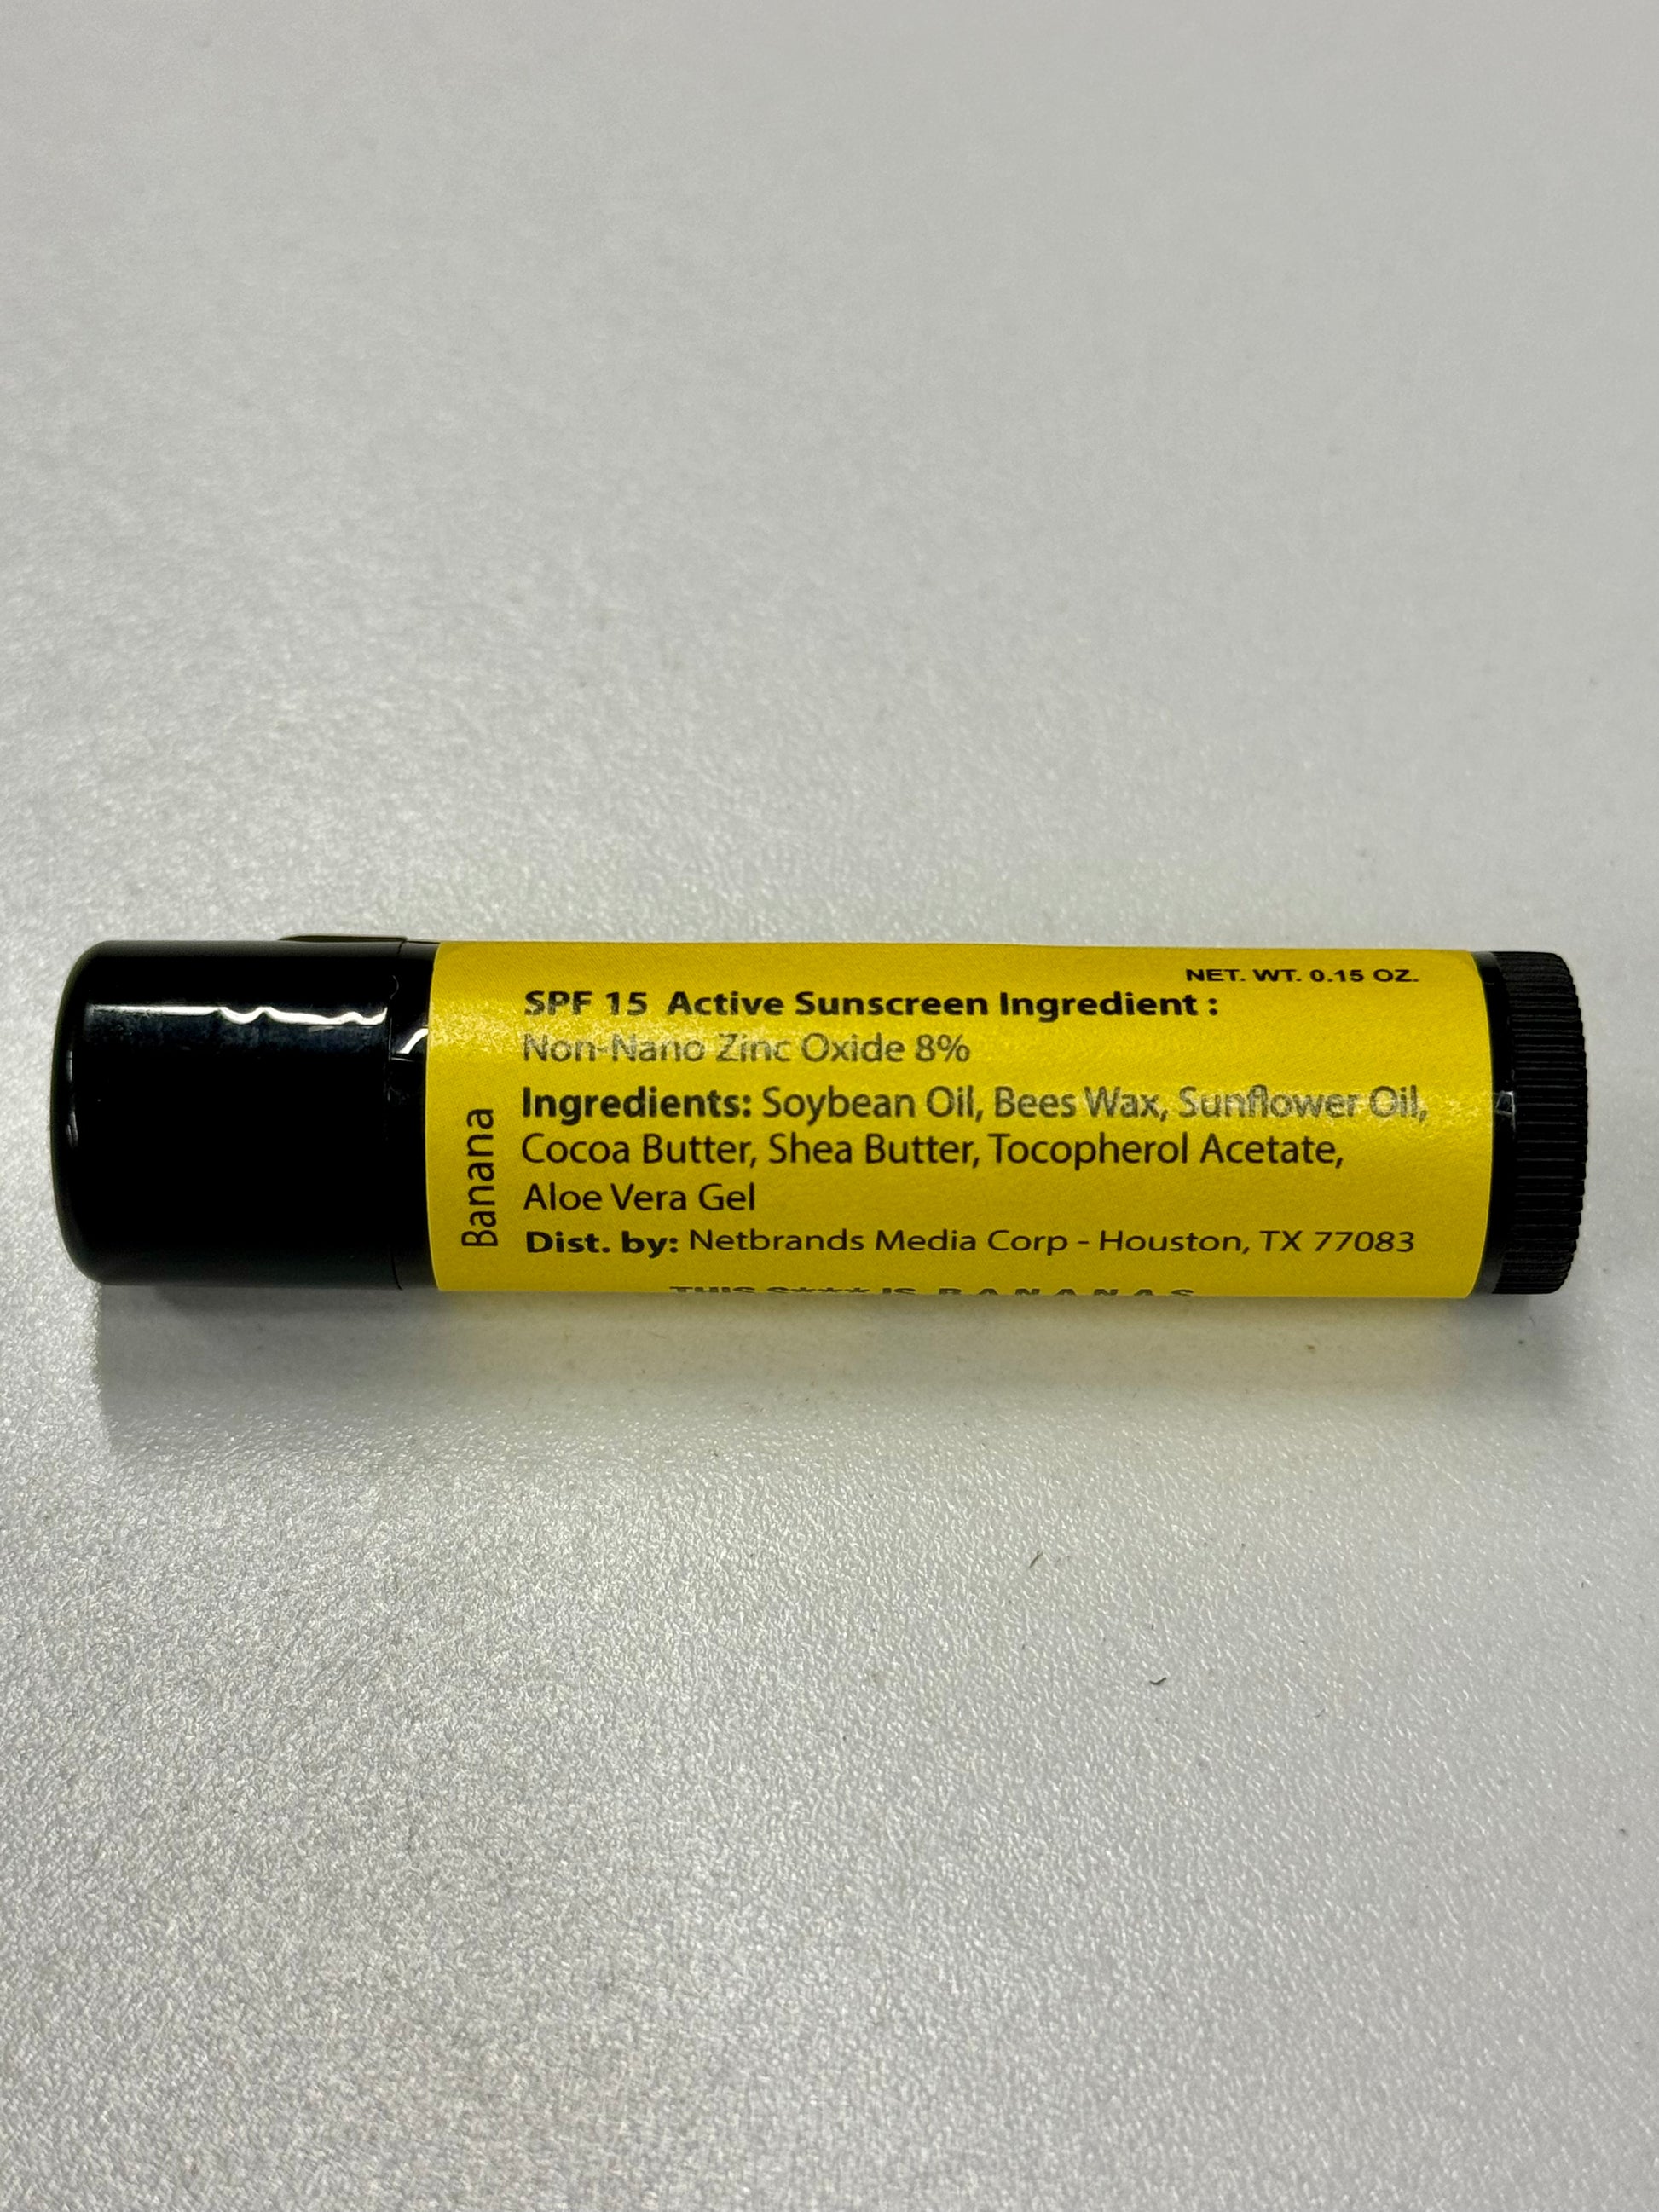 NET. WT. 0.15 OZ.
SPF 15 Active Sunscreen Ingredient :
Non-Nano Zinc Oxide 8%
Ingredients: Soybean Oil, Bees Wax, Sunflower Oil,
Cocoa Butter, Shea Butter, Tocopherol Acetate,
Aloe Vera Gel
Dist. by: Netbrands Media Corp - Houston, TX 77083
THIS S**** IS B A N A N A S
Banana